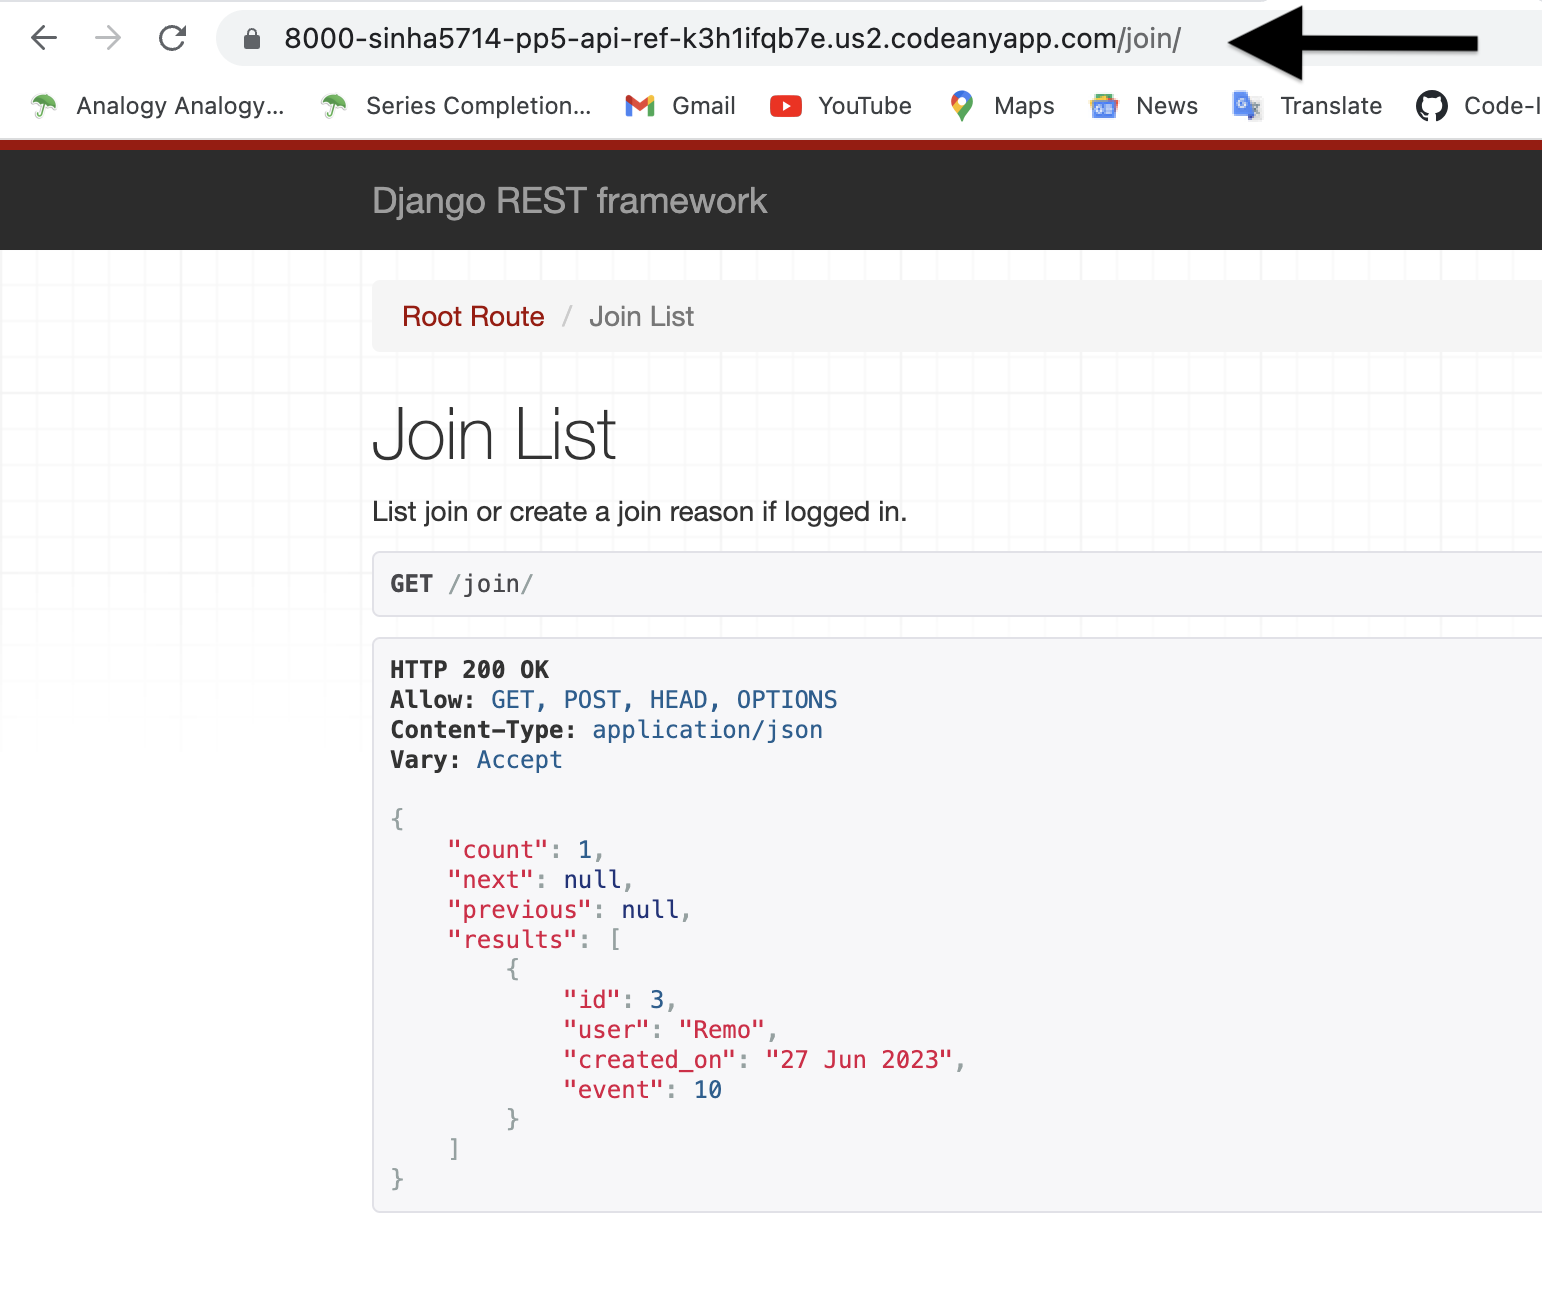 8000-sinha5714-pp5-api-ref-k3h1ifqb7e.us2.codeanyapp.com/join/
Analogy Analogy... Series Completion... Gmail YouTube Maps News Translate Code-I
Django REST framework
Root Route / Join List
Join List
List join or create a join reason if logged in.
GET /join/
HTTP 200 OK
Allow: GET, POST, HEAD, OPTIONS
Content-Type: application/json
Vary: Accept
{
    "count": 1,
    "next": null,
    "previous": null,
    "results": [
        {
            "id": 3,
            "user": "Remo",
            "created_on": "27 Jun 2023",
            "event": 10
        }
    ]
}